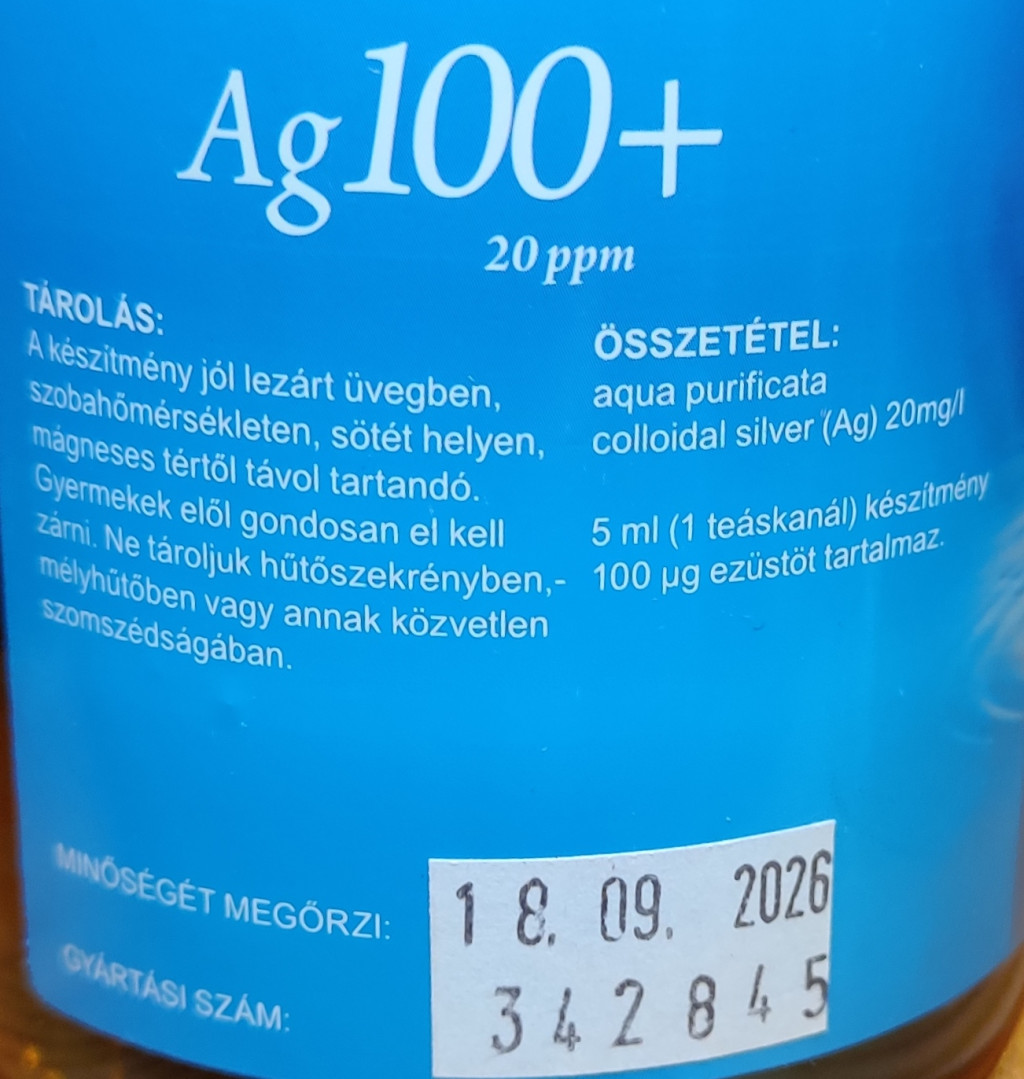 Ag100+
20 ppm
TÁROLÁS:
A készítmény jól lezárt üvegben,
szobahőmérsékleten, sötét helyen,
mágneses tértől távol tartandó.
Gyermekek elől gondosan el kell
zárni. Ne tároljuk hűtőszekrényben,-
mélyhűtőben vagy annak közvetlen
szomszédságában.
ÖSSZETÉTEL:
aqua purificata
colloidal silver (Ag) 20mg/l
5 ml (1 teáskanál) készítmény
100 µg ezüstöt tartalmaz.
MINŐSÉGÉT MEGŐRZI: 18. 09. 2026
GYÁRTÁSI SZÁM: 342845